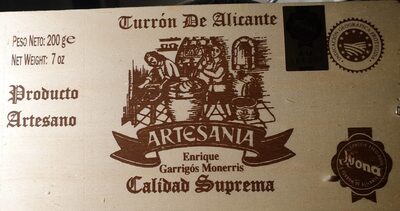 Turrón De Alicante
PESO NETO: 200 g e
NET WEIGHT: 7 oz
Producto
Artesano
ARTESANIA
Enrique
Garrigós Monerris
Calidad Suprema
Jijona